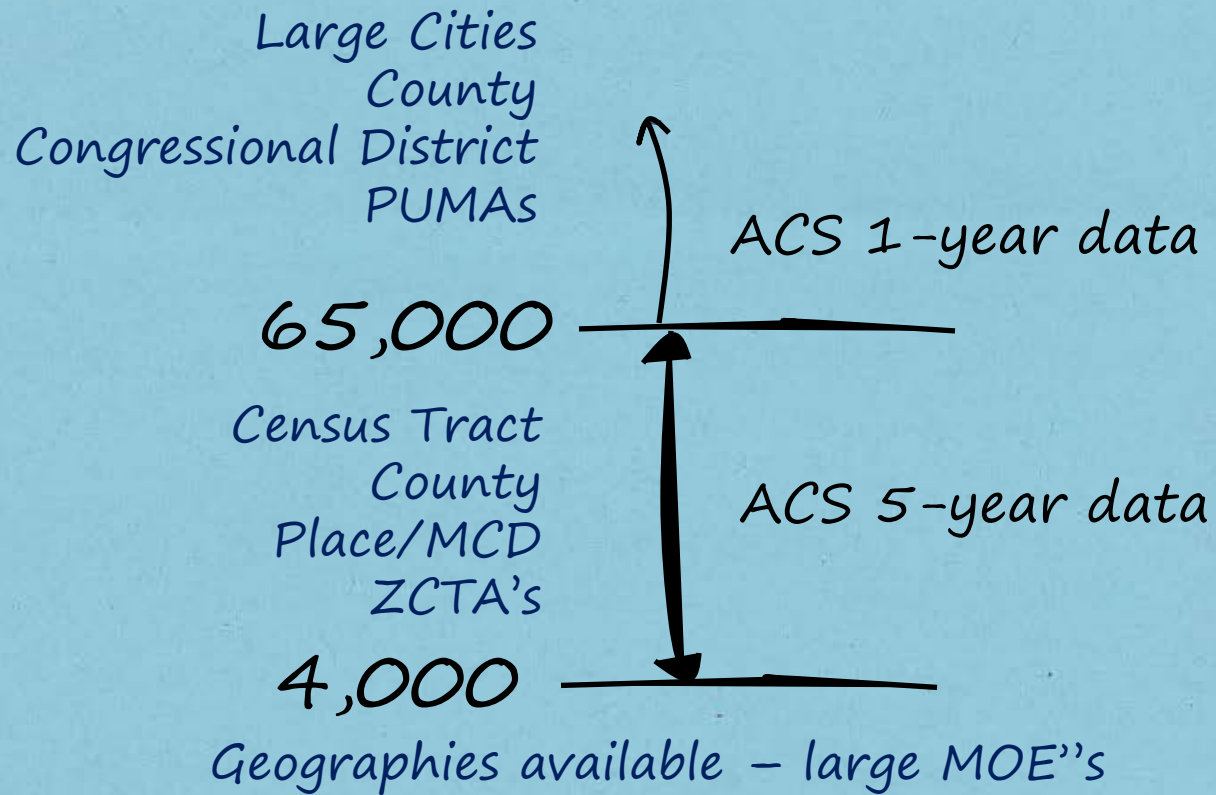 Large Cities
County
Congressional District
PUMAs
ACS 1-year data
65,000
Census Tract
County
Place/MCD
ZCTA’s
ACS 5-year data
4,000
Geographies available – large MOE”s